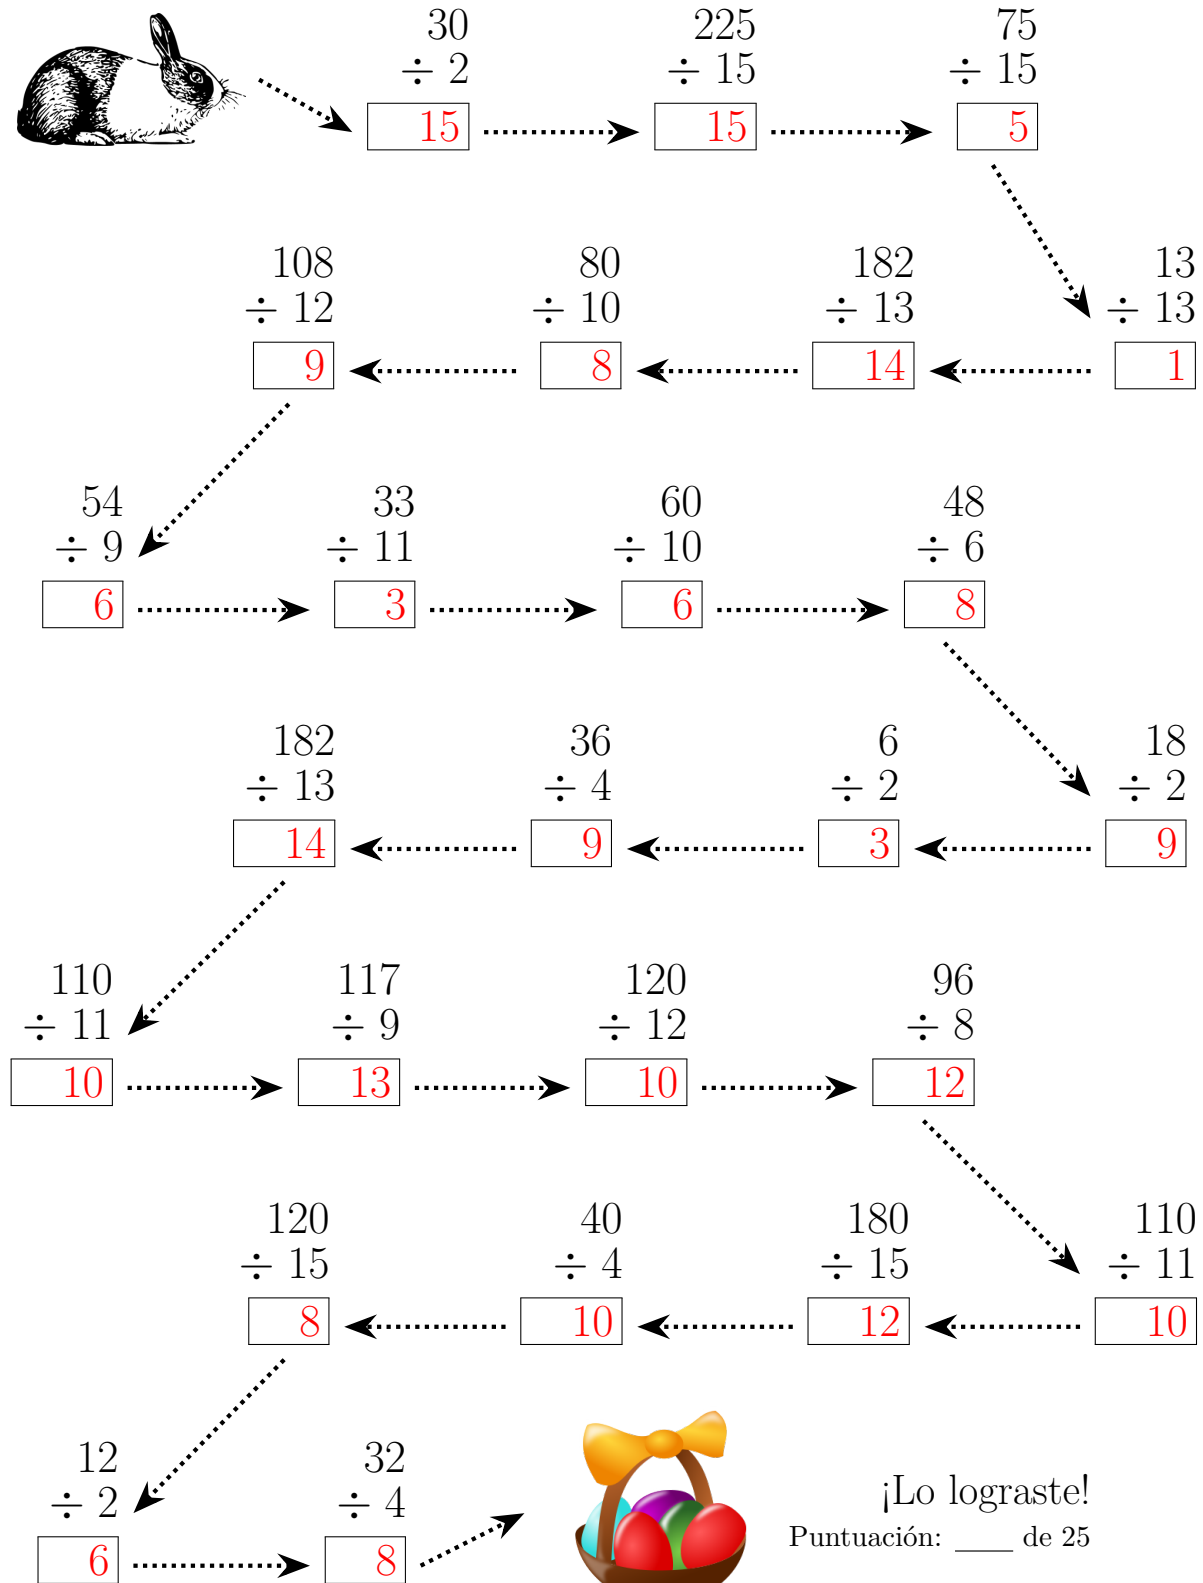 30 225 75
÷ 2 ÷ 15 ÷ 15
15 15 5
108 80 182 13
÷ 12 ÷ 10 ÷ 13 ÷ 13
9 8 14 1
54 33 60 48
÷ 9 ÷ 11 ÷ 10 ÷ 6
6 3 6 8
182 36 6 18
÷ 13 ÷ 4 ÷ 2 ÷ 2
14 9 3 9
110 117 120 96
÷ 11 ÷ 9 ÷ 12 ÷ 8
10 13 10 12
120 40 180 110
÷ 15 ÷ 4 ÷ 15 ÷ 11
8 10 12 10
12 32
÷ 2 ÷ 4
6 8
¡Lo lograste!
Puntuación: ____ de 25